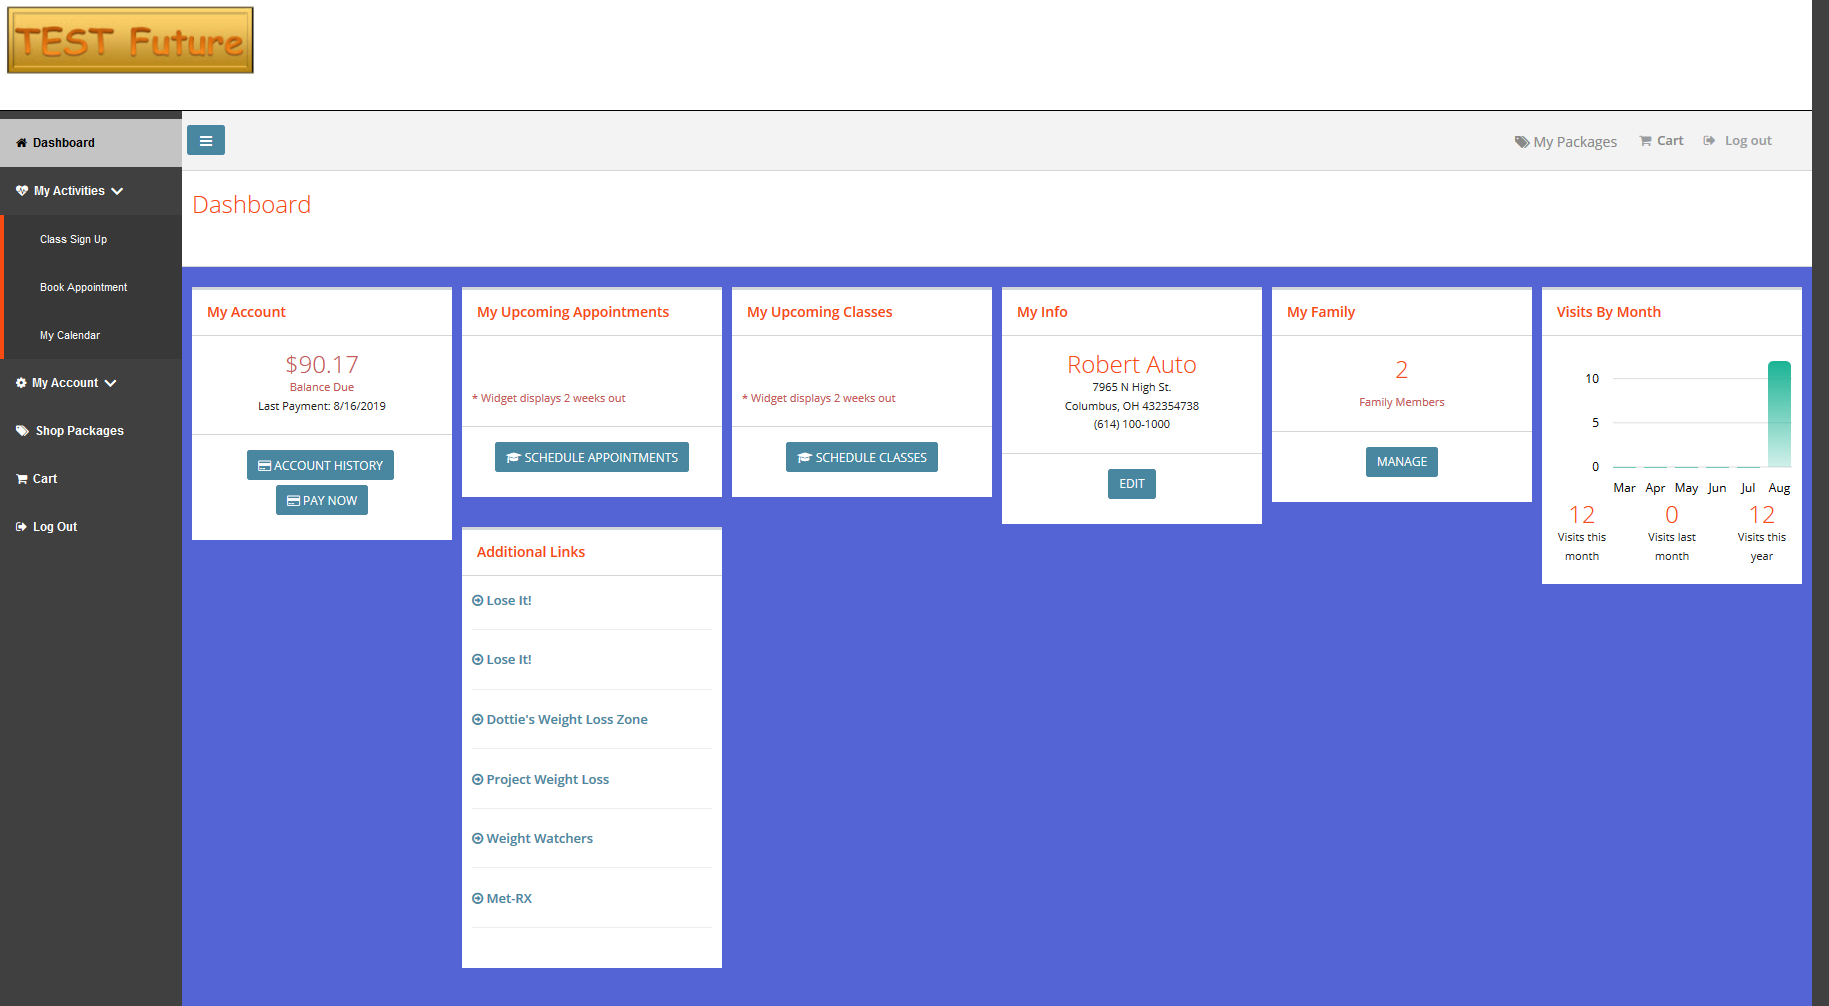 TEST Future
Dashboard
My Activities
Class Sign Up
Book Appointment
My Calendar
My Account
Shop Packages
Cart
Log Out
My Packages
Cart
Log out
Dashboard
My Account
$90.17
Balance Due
Last Payment: 8/16/2019
ACCOUNT HISTORY
PAY NOW
My Upcoming Appointments
* Widget displays 2 weeks out
SCHEDULE APPOINTMENTS
My Upcoming Classes
* Widget displays 2 weeks out
SCHEDULE CLASSES
My Info
Robert Auto
7965 N High St.
Columbus, OH 432354738
(614) 100-1000
EDIT
My Family
2
Family Members
MANAGE
Visits By Month
10
5
0
Mar Apr May Jun Jul Aug
12
Visits this
month
0
Visits last
month
12
Visits this
year
Additional Links
Lose It!
Lose It!
Dottie's Weight Loss Zone
Project Weight Loss
Weight Watchers
Met-RX